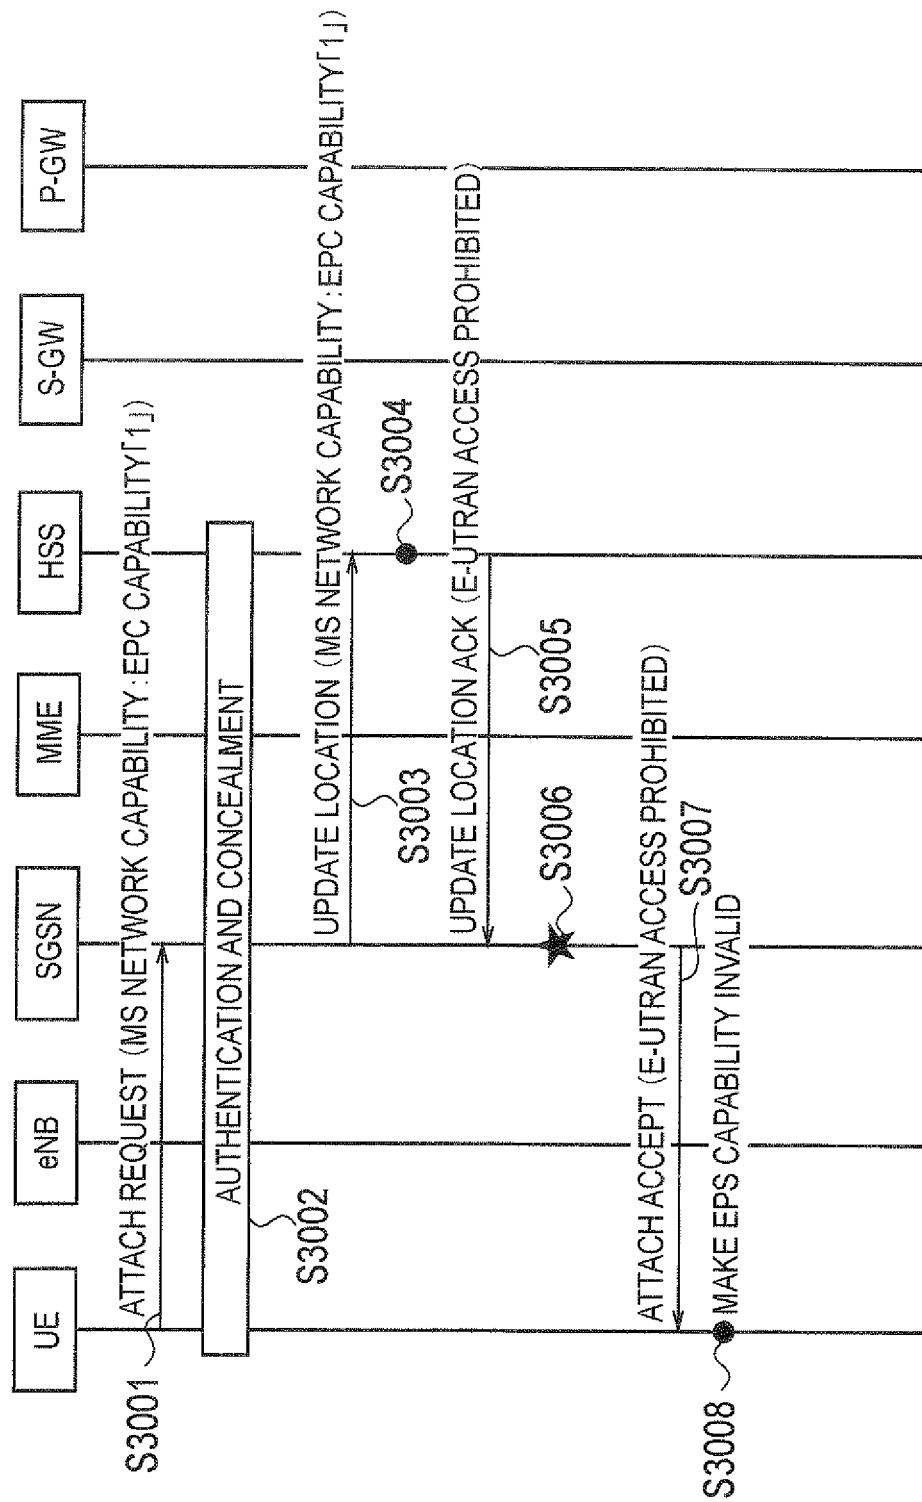 UE
eNB
SGSN
MME
HSS
S-GW
P-GW
S3001
ATTACH REQUEST (MS NETWORK CAPABILITY:EPC CAPABILITY「1」)
AUTHENTICATION AND CONCEALMENT
S3002
UPDATE LOCATION (MS NETWORK CAPABILITY:EPC CAPABILITY「1」)
S3003
S3004
UPDATE LOCATION ACK (E-UTRAN ACCESS PROHIBITED)
S3005
S3006
ATTACH ACCEPT (E-UTRAN ACCESS PROHIBITED)
S3007
S3008
MAKE EPS CAPABILITY INVALID